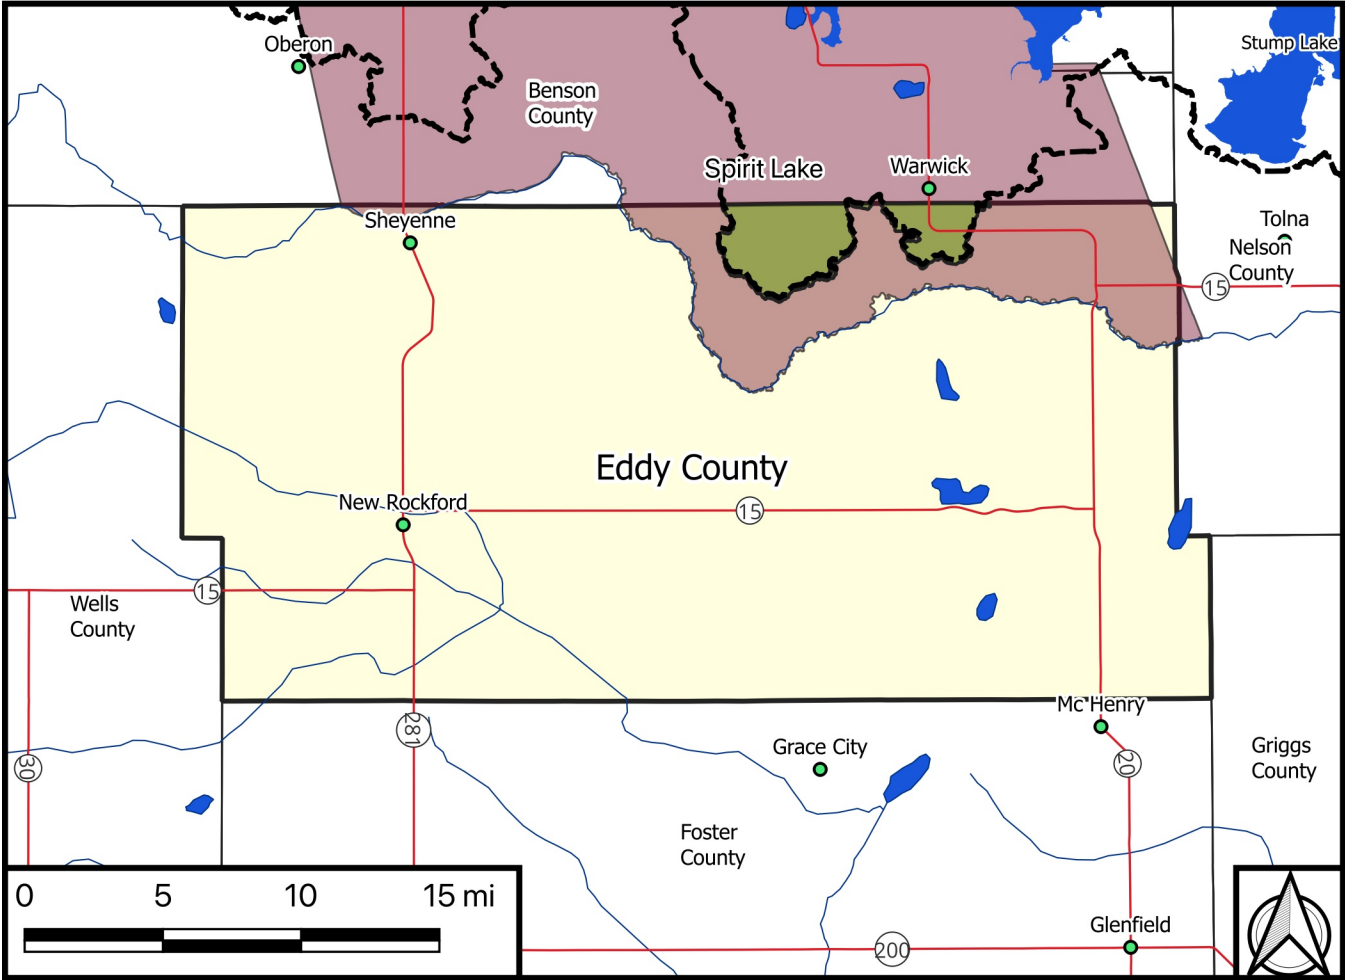 Oberon
Stump Lake
Benson
County
Spirit Lake
Warwick
Sheyenne
Tolna
Nelson
County
15
Eddy County
New Rockford
15
15
Wells
County
Mc Henry
281
Grace City
20
Griggs
County
30
Foster
County
0 5 10 15 mi
Glenfield
200